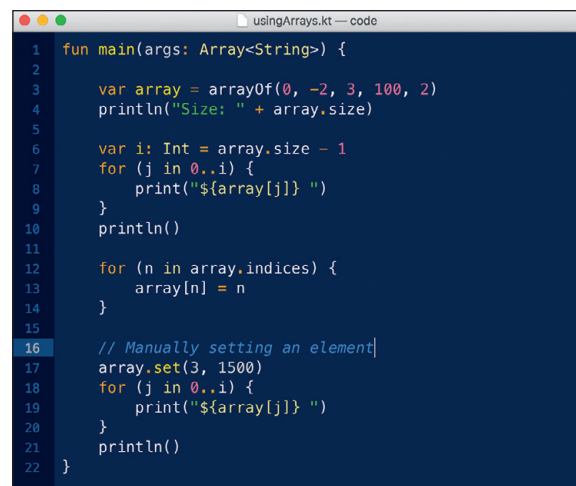 usingArrays.kt — code
1 fun main(args: Array<String>) {
2
3     var array = arrayOf(0, -2, 3, 100, 2)
4     println("Size: " + array.size)
5
6     var i: Int = array.size - 1
7     for (j in 0..i) {
8         print("${array[j]} ")
9     }
10     println()
11
12     for (n in array.indices) {
13         array[n] = n
14     }
15
16     // Manually setting an element
17     array.set(3, 1500)
18     for (j in 0..i) {
19         print("${array[j]} ")
20     }
21     println()
22 }